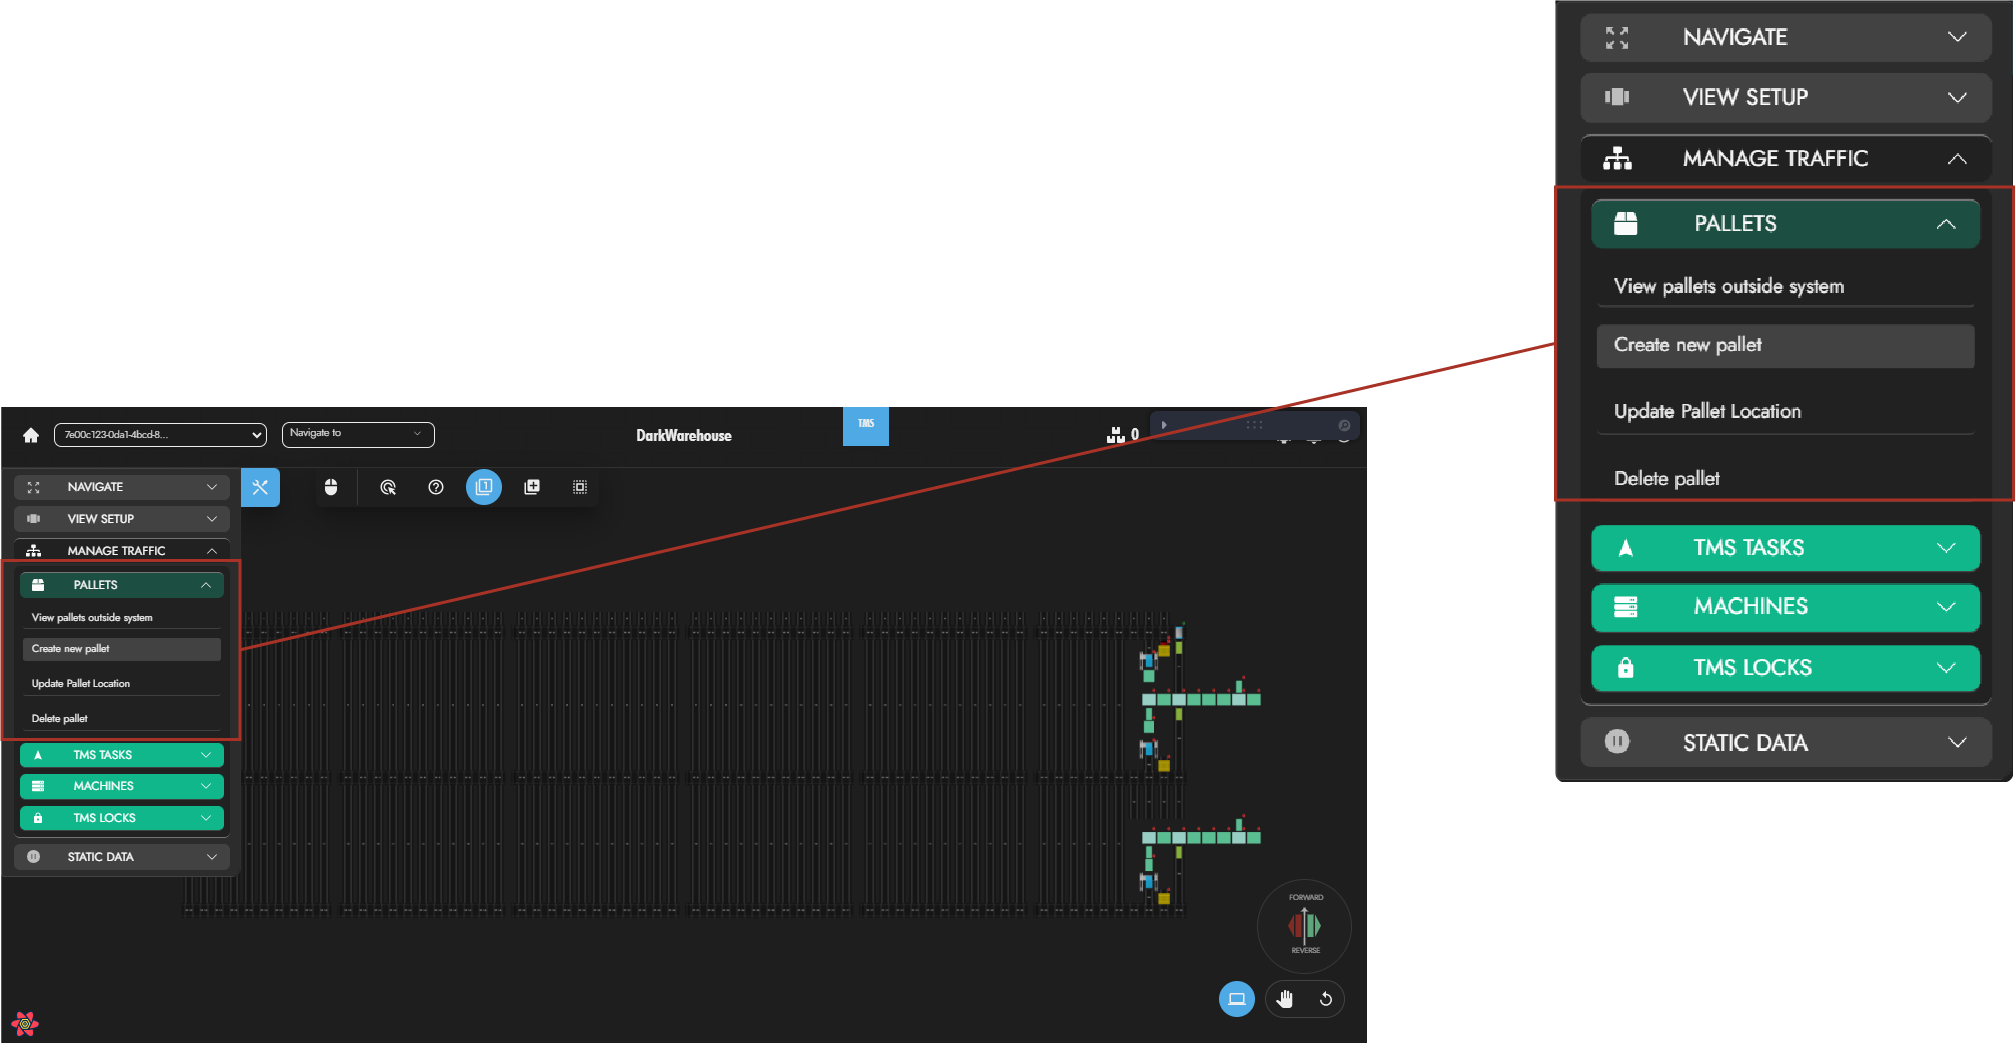 NAVIGATE
VIEW SETUP
MANAGE TRAFFIC
PALLETS
View pallets outside system
Create new pallet
Update Pallet Location
Delete pallet
TMS TASKS
MACHINES
TMS LOCKS
STATIC DATA
7e00c123-0da1-4bcd-8...
Navigate to
DarkWarehouse
TMS
0
NAVIGATE
VIEW SETUP
MANAGE TRAFFIC
PALLETS
View pallets outside system
Create new pallet
Update Pallet Location
Delete pallet
TMS TASKS
MACHINES
TMS LOCKS
STATIC DATA
1
FORWARD
REVERSE